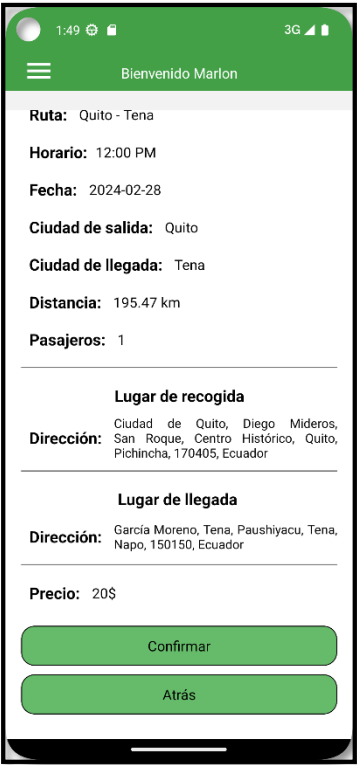 1:49 3G
Bienvenido Marlon
Ruta: Quito - Tena
Horario: 12:00 PM
Fecha: 2024-02-28
Ciudad de salida: Quito
Ciudad de llegada: Tena
Distancia: 195.47 km
Pasajeros: 1
Lugar de recogida
Ciudad de Quito, Diego Mideros,
Dirección: San Roque, Centro Histórico, Quito,
Pichincha, 170405, Ecuador
Lugar de llegada
Dirección: García Moreno, Tena, Paushiyacu, Tena,
Napo, 150150, Ecuador
Precio: 20$
Confirmar
Atrás